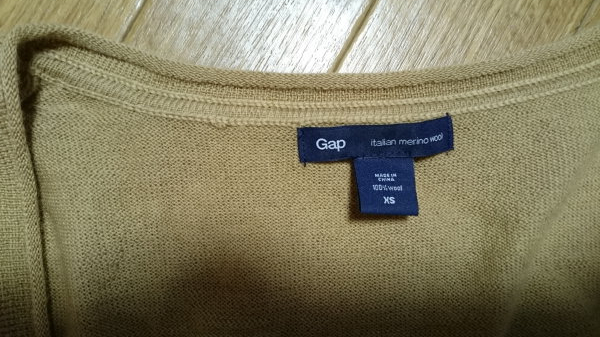 Gap italian merino wool
MADE IN
CHINA
100% wool
XS